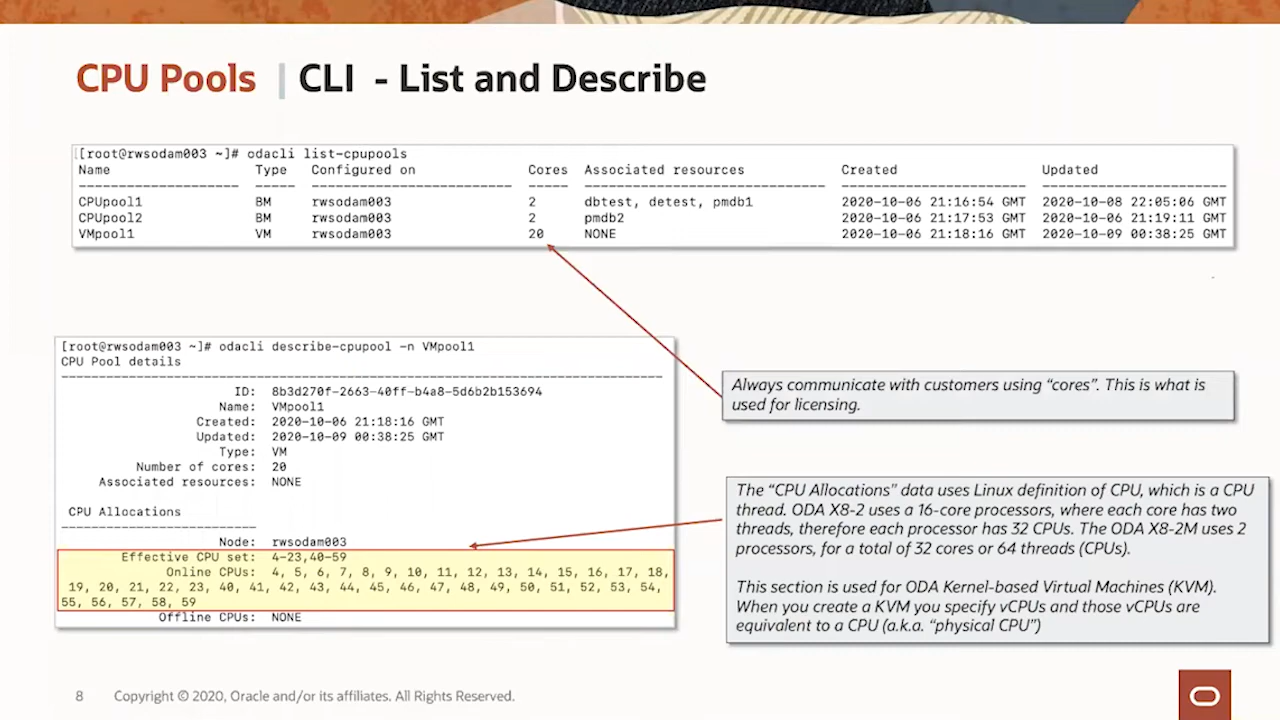 CPU Pools | CLI - List and Describe
[[root@rwsodam003 ~]# odacli list-cpupools
Name Type Configured on Cores Associated resources Created Updated
-------------------- ----- ------------------------- ----- ------------------------------ ----------------------- -----------------------
CPUpool1 BM rwsodam003 2 dbtest, detest, pmdb1 2020-10-06 21:16:54 GMT 2020-10-08 22:05:06 GMT
CPUpool2 BM rwsodam003 2 pmdb2 2020-10-06 21:17:53 GMT 2020-10-06 21:19:11 GMT
VMpool1 VM rwsodam003 20 NONE 2020-10-06 21:18:16 GMT 2020-10-09 00:38:25 GMT
[root@rwsodam003 ~]# odacli describe-cpupool -n VMpool1
CPU Pool details
--------------------------------------------------------------------------------
ID: 8b3d270f-2663-40ff-b4a8-5d6b2b153694
Name: VMpool1
Created: 2020-10-06 21:18:16 GMT
Updated: 2020-10-09 00:38:25 GMT
Type: VM
Number of cores: 20
Associated resources: NONE
CPU Allocations
--------------------------
Node: rwsodam003
Effective CPU set: 4-23,40-59
Online CPUs: 4, 5, 6, 7, 8, 9, 10, 11, 12, 13, 14, 15, 16, 17, 18,
19, 20, 21, 22, 23, 40, 41, 42, 43, 44, 45, 46, 47, 48, 49, 50, 51, 52, 53, 54,
55, 56, 57, 58, 59
Offline CPUs: NONE
Always communicate with customers using “cores”. This is what is
used for licensing.
The “CPU Allocations” data uses Linux definition of CPU, which is a CPU
thread. ODA X8-2 uses a 16-core processors, where each core has two
threads, therefore each processor has 32 CPUs. The ODA X8-2M uses 2
processors, for a total of 32 cores or 64 threads (CPUs).
This section is used for ODA Kernel-based Virtual Machines (KVM).
When you create a KVM you specify vCPUs and those vCPUs are
equivalent to a CPU (a.k.a. “physical CPU”)
8 Copyright © 2020, Oracle and/or its affiliates. All Rights Reserved.